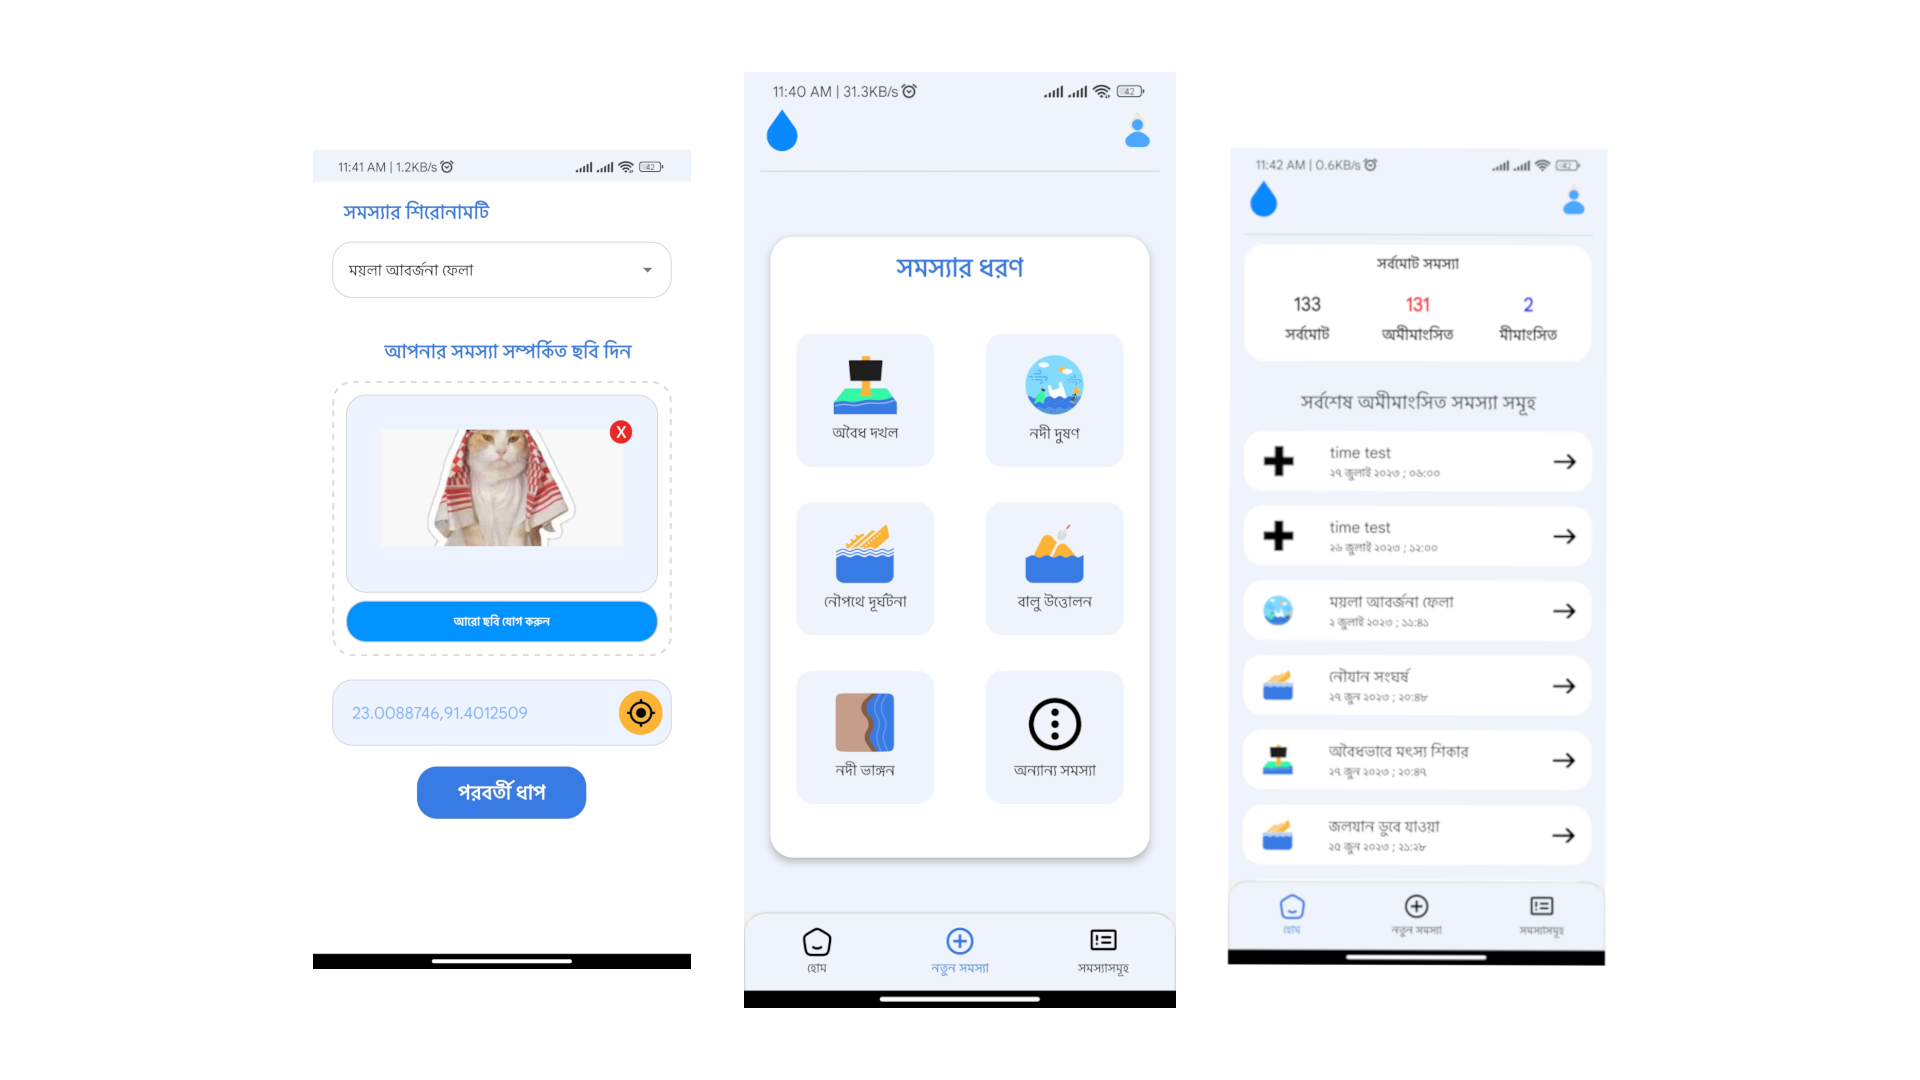 11:41 AM | 1.2KB/s
42
সমস্যার শিরোনামটি
ময়লা আবর্জনা ফেলা
আপনার সমস্যা সম্পর্কিত ছবি দিন
X
আরো ছবি যোগ করুন
23.0088746,91.4012509
পরবর্তী ধাপ
11:40 AM | 31.3KB/s
42
সমস্যার ধরণ
অবৈধ দখল
নদী দুষণ
নৌপথে দূর্ঘটনা
বালু উত্তোলন
নদী ভাঙ্গন
অন্যান্য সমস্যা
হোম
নতুন সমস্যা
সমস্যাসমূহ
11:42 AM | 0.6KB/s
42
সর্বমোট সমস্যা
133
131
2
সর্বমোট
অমীমাংসিত
মীমাংসিত
সর্বশেষ অমীমাংসিত সমস্যা সমূহ
time test
২৭ জুলাই ২০২৩ ; ০৬:০০
time test
২৬ জুলাই ২০২৩ ; ১২:০০
ময়লা আবর্জনা ফেলা
২ জুলাই ২০২৩ ; ১১:৪১
নৌযান সংঘর্ষ
২৭ জুন ২০২৩ ; ২০:৪৮
অবৈধভাবে মৎস্য শিকার
২৭ জুন ২০২৩ ; ২০:৪৭
জলযান ডুবে যাওয়া
২৫ জুন ২০২৩ ; ২১:২৮
হোম
নতুন সমস্যা
সমস্যাসমূহ